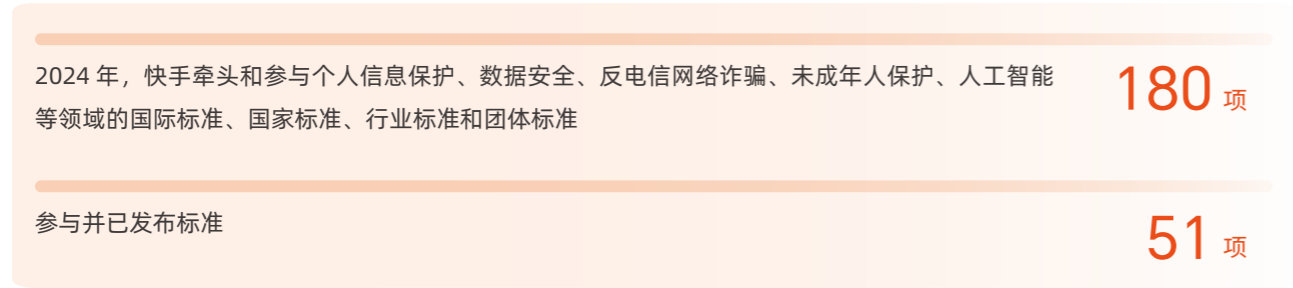 2024 年，快手牵头和参与个人信息保护、数据安全、反电信网络诈骗、未成年人保护、人工智能
等领域的国际标准、国家标准、行业标准和团体标准
180 项
参与并已发布标准
51 项